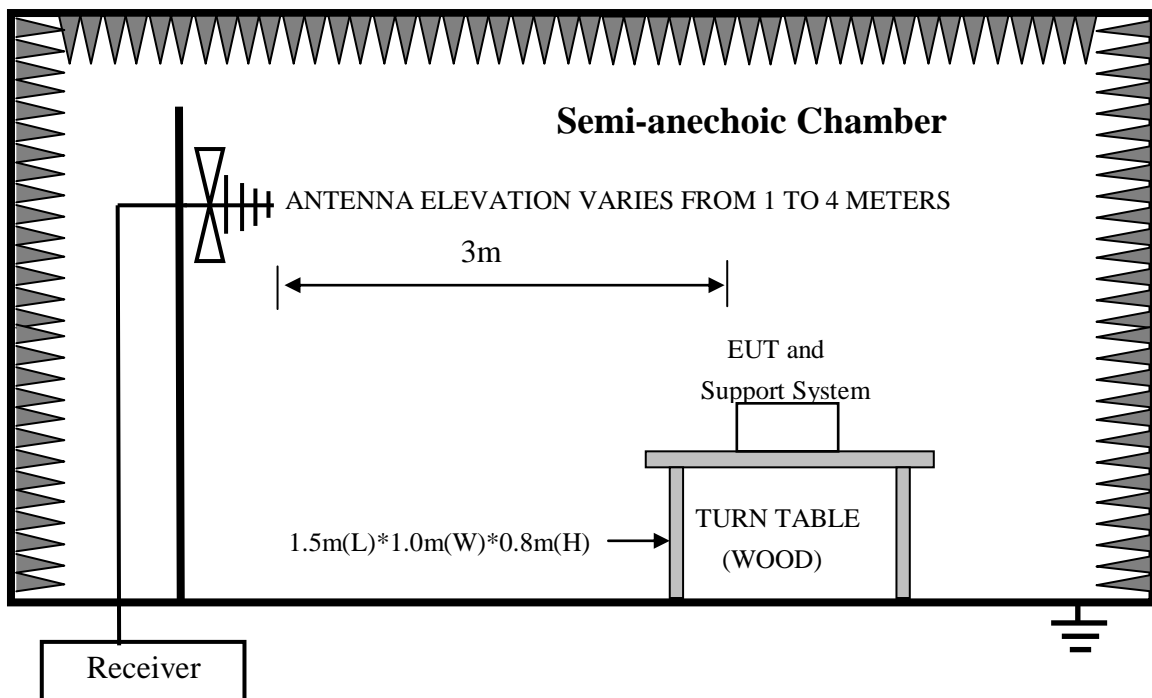 Semi-anechoic Chamber
ANTENNA ELEVATION VARIES FROM 1 TO 4 METERS
3m
EUT and
Support System
TURN TABLE
1.5m(L)*1.0m(W)*0.8m(H)
(WOOD)
Receiver